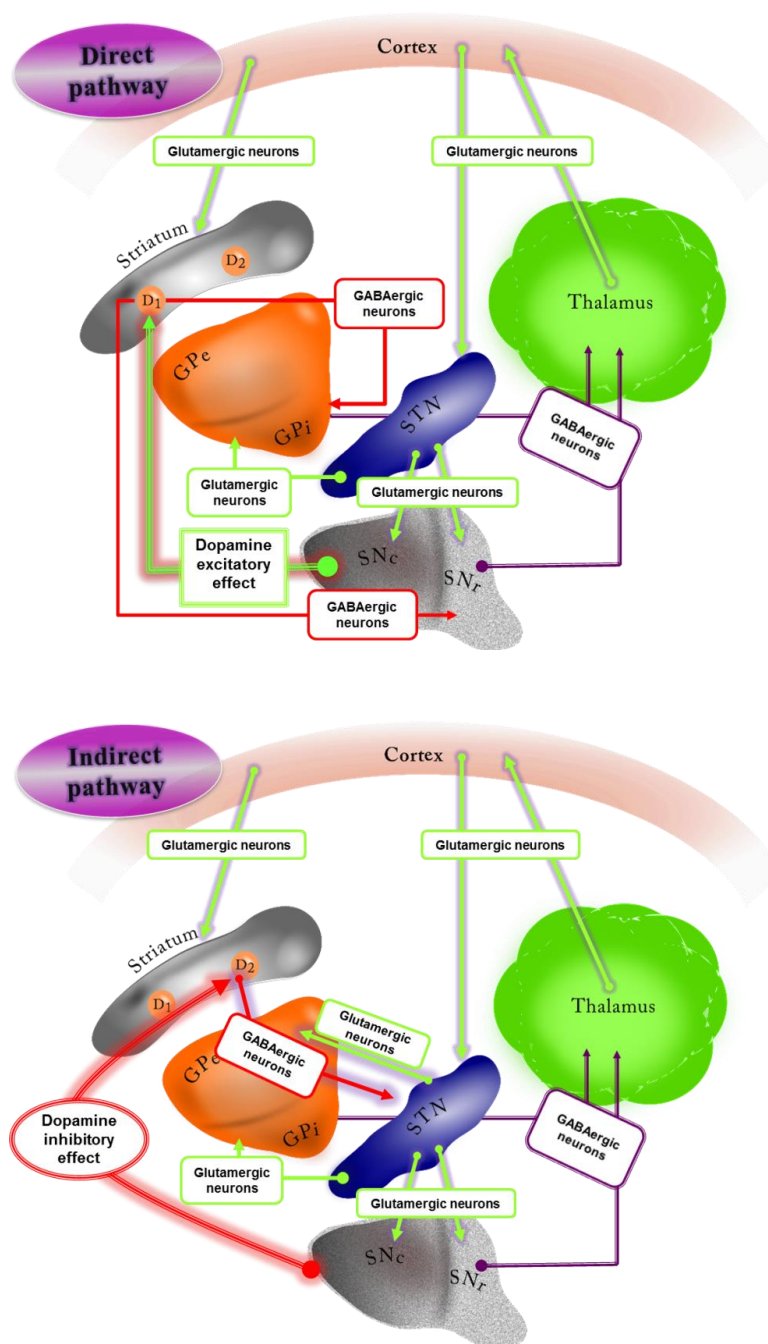 Direct
pathway
Cortex
Glutamergic neurons
Glutamergic neurons
Striatum
D2
D1
GABAergic
neurons
Thalamus
GPe
GPi
STN
GABAergic
neurons
Glutamergic
neurons
Glutamergic neurons
Dopamine
excitatory
effect
SNc
SNr
GABAergic
neurons
Indirect
pathway
Cortex
Glutamergic neurons
Glutamergic neurons
Striatum
D2
D1
Thalamus
Glutamergic
neurons
GABAergic
neurons
GPe
GPi
STN
GABAergic
neurons
Dopamine
inhibitory
effect
Glutamergic
neurons
Glutamergic neurons
SNc
SNr